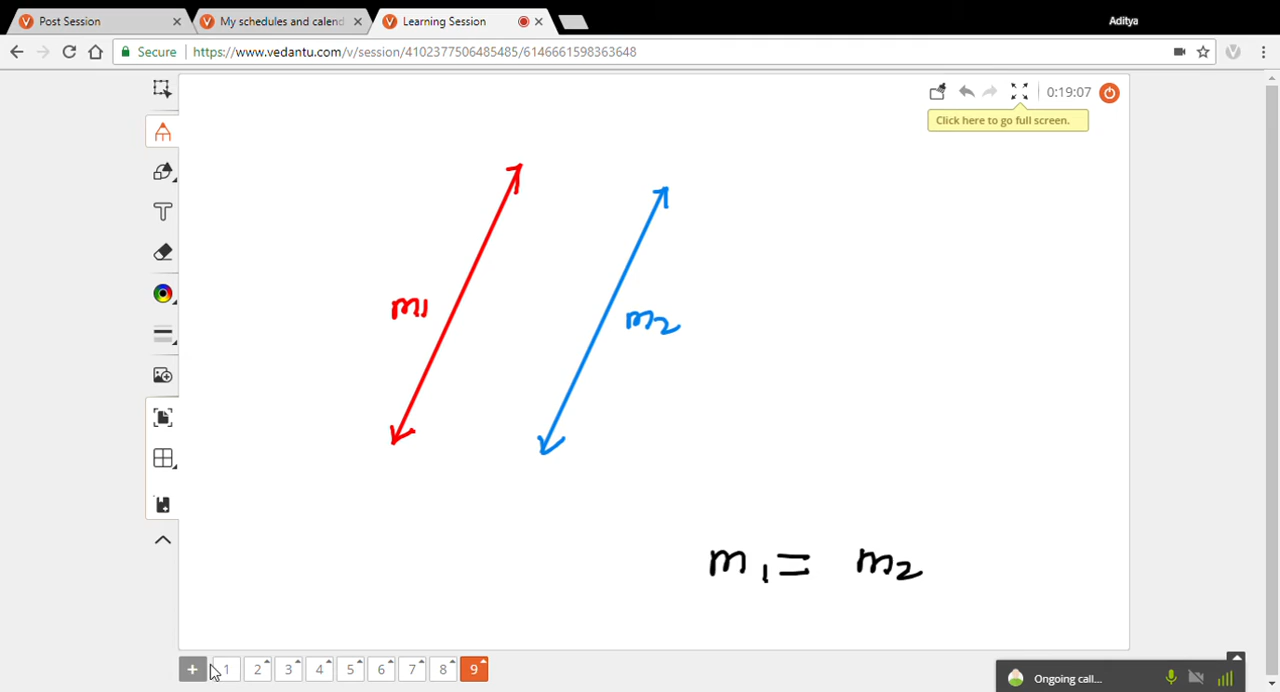 Post Session
My schedules and calend
Learning Session
Aditya
Secure
https://www.vedantu.com/v/session/4102377506485485/6146661598363648
0:19:07
Click here to go full screen.
m1
m2
m1 = m2
+ 1 2 3 4 5 6 7 8 9
Ongoing call...